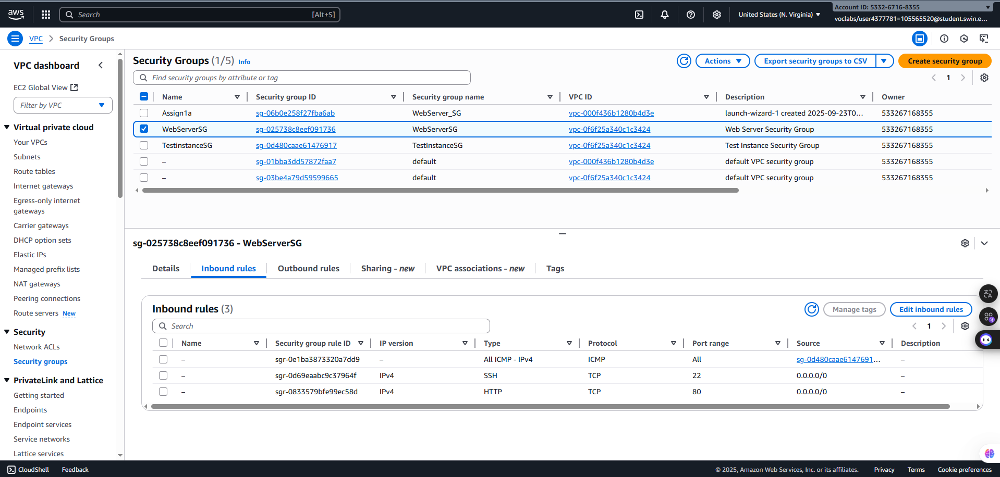 aws
Search [Alt+S]
United States (N. Virginia)
Account ID: 5332-6716-8355
voclabs/user4377781=105565520@student.swin.e...
VPC
Security Groups
VPC dashboard
EC2 Global View
Filter by VPC
Virtual private cloud
Your VPCs
Subnets
Route tables
Internet gateways
Egress-only internet
gateways
Carrier gateways
DHCP option sets
Elastic IPs
Managed prefix lists
NAT gateways
Peering connections
Route servers New
Security
Network ACLs
Security groups
PrivateLink and Lattice
Getting started
Endpoints
Endpoint services
Service networks
Lattice services
Security Groups (1/5) Info
Actions
Export security groups to CSV
Create security group
Find security groups by attribute or tag
1
Name Security group ID Security group name VPC ID Description Owner
Assign1a sg-06b0e258f27fba6ab WebServer_SG vpc-000f436b1280b4d3e launch-wizard-1 created 2025-09-23T0... 533267168355
WebServerSG sg-025738c8eef091736 WebServerSG vpc-0f6f25a340c1c3424 Web Server Security Group 533267168355
TestinstanceSG sg-0d480caae61476917 TestInstanceSG vpc-0f6f25a340c1c3424 Test Instance Security Group 533267168355
– sg-01bba3dd57872faa7 default vpc-000f436b1280b4d3e default VPC security group 533267168355
– sg-03be4a79d59599665 default vpc-0f6f25a340c1c3424 default VPC security group 533267168355
sg-025738c8eef091736 - WebServerSG
Details Inbound rules Outbound rules Sharing - new VPC associations - new Tags
Inbound rules (3)
Manage tags
Edit inbound rules
Search
1
Name Security group rule ID IP version Type Protocol Port range Source Description
– sgr-0e1ba3873320a7dd9 – All ICMP - IPv4 ICMP All sg-0d480caae6147691... –
– sgr-0d69eaabc9c37964f IPv4 SSH TCP 22 0.0.0.0/0 –
– sgr-0833579bfe99ec58d IPv4 HTTP TCP 80 0.0.0.0/0 –
CloudShell Feedback
© 2025, Amazon Web Services, Inc. or its affiliates. Privacy Terms Cookie preferences